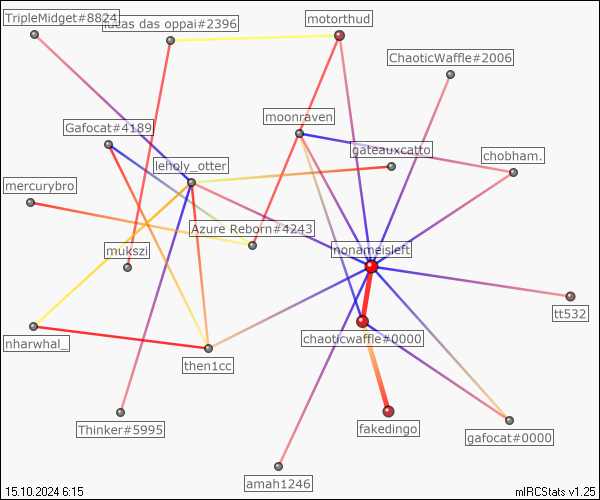 TripleMidget#8824
lucas das oppai#2396
motorthud
ChaoticWaffle#2006
moonraven
Gafocat#4189
gateauxcatto
chobham.
leholy_otter
mercurybro
Azure Reborn#4243
mukszi
nonameisleft
tt532
nharwhal_
chaoticwaffle#0000
then1cc
Thinker#5995
fakedingo
gafocat#0000
amah1246
15.10.2024 6:15
mIRCStats v1.25